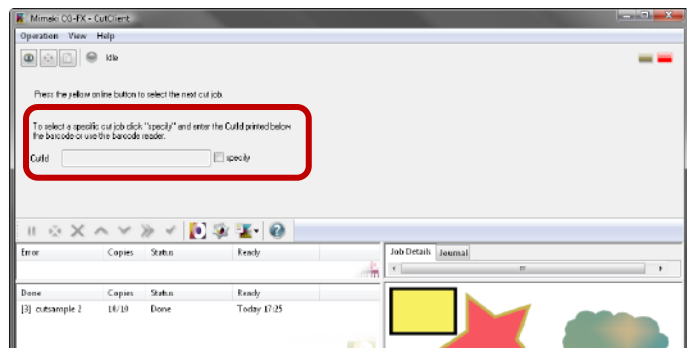 Mimaki CG-FX - CutClient
Operation View Help
Idle
Press the yellow online button to select the next cut job.
To select a specific cut job click "specify" and enter the CutId printed below
the barcode or use the barcode reader.
CutId specify
Error Copies Status Ready
Job Details Journal
Done Copies Status Ready
[3] cutsample 2 10/10 Done Today 17:25